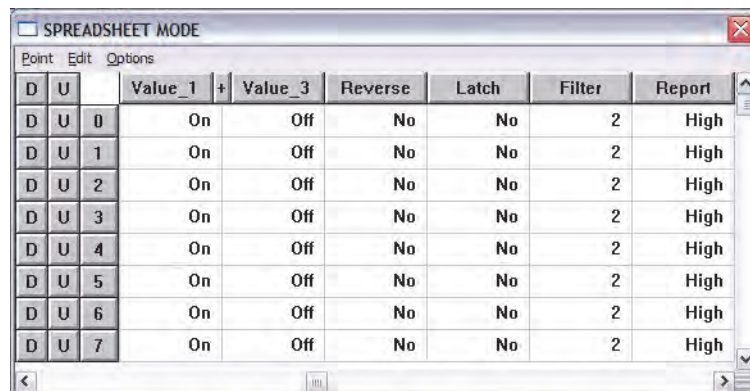 SPREADSHEET MODE
Point Edit Options
D U Value_1 + Value_3 Reverse Latch Filter Report
D U 0 On Off No No 2 High
D U 1 On Off No No 2 High
D U 2 On Off No No 2 High
D U 3 On Off No No 2 High
D U 4 On Off No No 2 High
D U 5 On Off No No 2 High
D U 6 On Off No No 2 High
D U 7 On Off No No 2 High